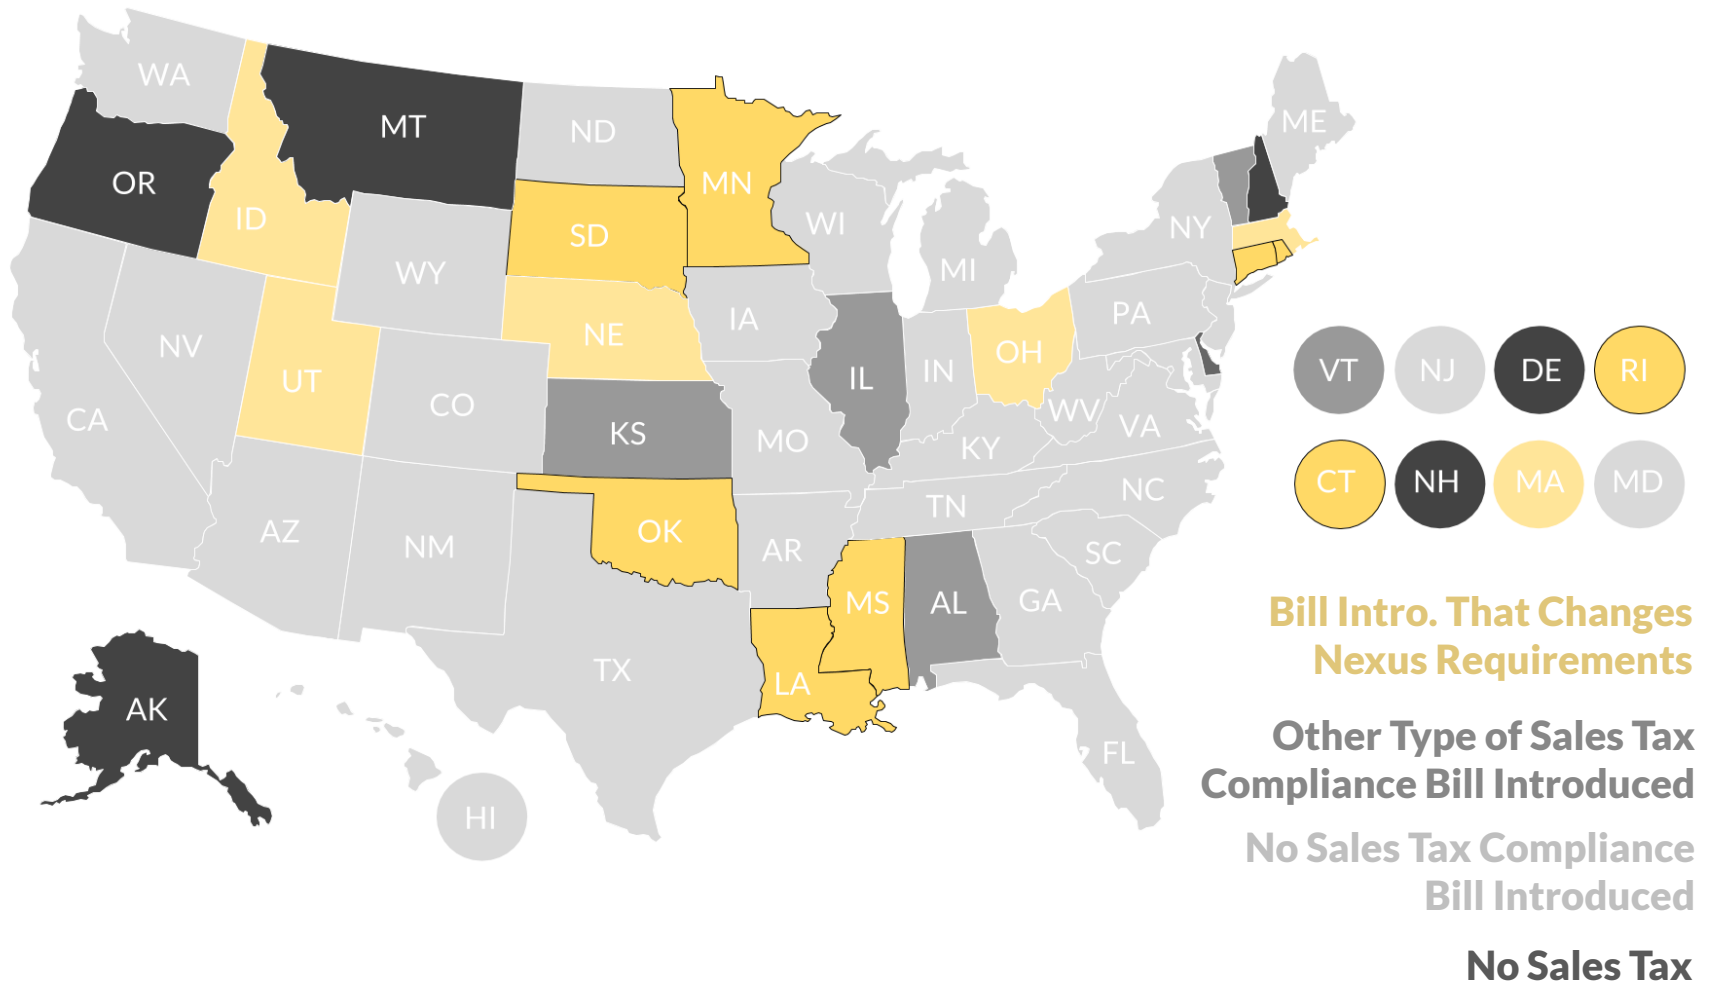 WA
MT
ND
MN
ME
OR
ID
SD
WI
NY
WY
MI
NV
UT
NE
IA
PA
OH
IL
IN
CA
CO
KS
MO
WV
VA
KY
VT
NJ
DE
RI
CT
NH
MA
MD
AZ
NM
OK
AR
TN
NC
SC
MS
AL
GA
TX
LA
FL
AK
HI
Bill Intro. That Changes
Nexus Requirements
Other Type of Sales Tax
Compliance Bill Introduced
No Sales Tax Compliance
Bill Introduced
No Sales Tax